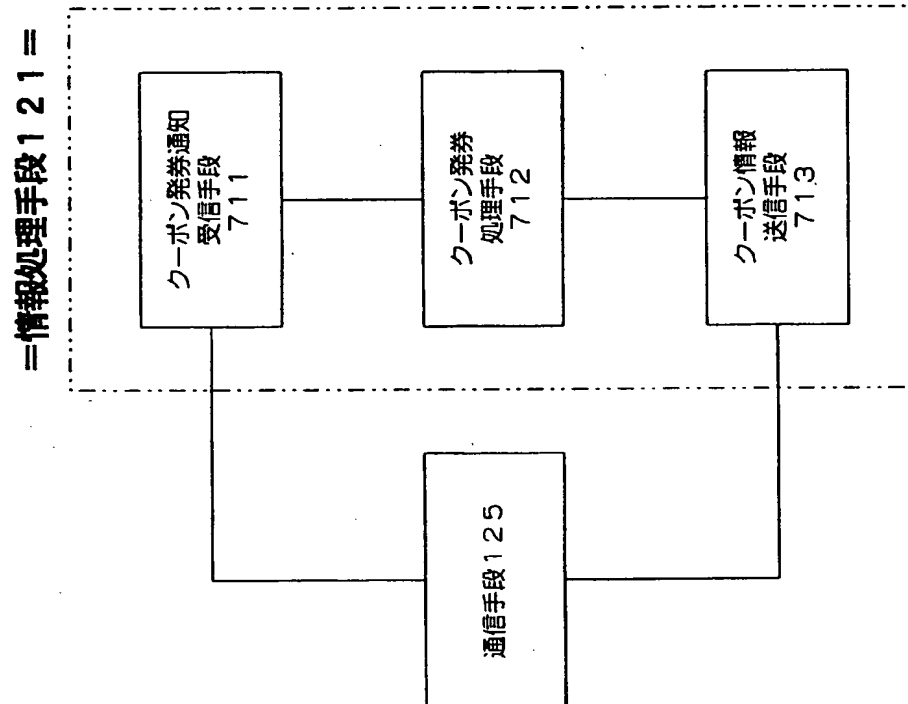 =情報処理手段121=
クーポン発券通知
受信手段
711
クーポン発券
処理手段
712
クーポン情報
送信手段
713
通信手段125